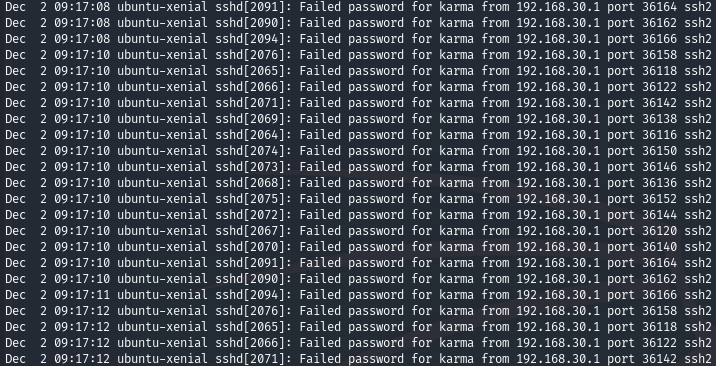 Dec  2 09:17:08 ubuntu-xenial sshd[2091]: Failed password for karma from 192.168.30.1 port 36164 ssh2
Dec  2 09:17:08 ubuntu-xenial sshd[2090]: Failed password for karma from 192.168.30.1 port 36162 ssh2
Dec  2 09:17:08 ubuntu-xenial sshd[2094]: Failed password for karma from 192.168.30.1 port 36166 ssh2
Dec  2 09:17:10 ubuntu-xenial sshd[2076]: Failed password for karma from 192.168.30.1 port 36158 ssh2
Dec  2 09:17:10 ubuntu-xenial sshd[2065]: Failed password for karma from 192.168.30.1 port 36118 ssh2
Dec  2 09:17:10 ubuntu-xenial sshd[2066]: Failed password for karma from 192.168.30.1 port 36122 ssh2
Dec  2 09:17:10 ubuntu-xenial sshd[2071]: Failed password for karma from 192.168.30.1 port 36142 ssh2
Dec  2 09:17:10 ubuntu-xenial sshd[2069]: Failed password for karma from 192.168.30.1 port 36138 ssh2
Dec  2 09:17:10 ubuntu-xenial sshd[2064]: Failed password for karma from 192.168.30.1 port 36116 ssh2
Dec  2 09:17:10 ubuntu-xenial sshd[2074]: Failed password for karma from 192.168.30.1 port 36150 ssh2
Dec  2 09:17:10 ubuntu-xenial sshd[2073]: Failed password for karma from 192.168.30.1 port 36146 ssh2
Dec  2 09:17:10 ubuntu-xenial sshd[2068]: Failed password for karma from 192.168.30.1 port 36136 ssh2
Dec  2 09:17:10 ubuntu-xenial sshd[2075]: Failed password for karma from 192.168.30.1 port 36152 ssh2
Dec  2 09:17:10 ubuntu-xenial sshd[2072]: Failed password for karma from 192.168.30.1 port 36144 ssh2
Dec  2 09:17:10 ubuntu-xenial sshd[2067]: Failed password for karma from 192.168.30.1 port 36120 ssh2
Dec  2 09:17:10 ubuntu-xenial sshd[2070]: Failed password for karma from 192.168.30.1 port 36140 ssh2
Dec  2 09:17:10 ubuntu-xenial sshd[2091]: Failed password for karma from 192.168.30.1 port 36164 ssh2
Dec  2 09:17:10 ubuntu-xenial sshd[2090]: Failed password for karma from 192.168.30.1 port 36162 ssh2
Dec  2 09:17:11 ubuntu-xenial sshd[2094]: Failed password for karma from 192.168.30.1 port 36166 ssh2
Dec  2 09:17:12 ubuntu-xenial sshd[2076]: Failed password for karma from 192.168.30.1 port 36158 ssh2
Dec  2 09:17:12 ubuntu-xenial sshd[2065]: Failed password for karma from 192.168.30.1 port 36118 ssh2
Dec  2 09:17:12 ubuntu-xenial sshd[2066]: Failed password for karma from 192.168.30.1 port 36122 ssh2
Dec  2 09:17:12 ubuntu-xenial sshd[2071]: Failed password for karma from 192.168.30.1 port 36142 ssh2